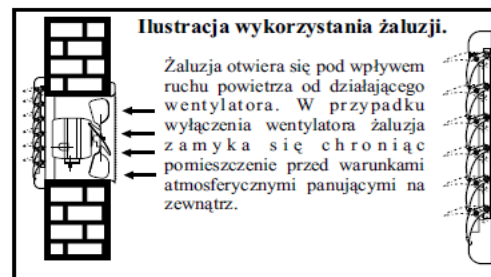 Ilustracja wykorzystania żaluzji.
Żaluzja otwiera się pod wpływem
ruchu powietrza od działającego
wentylatora. W przypadku
wyłączenia wentylatora żaluzja
zamyka się chroniąc
pomieszczenie przed warunkami
atmosferycznymi panującymi na
zewnątrz.